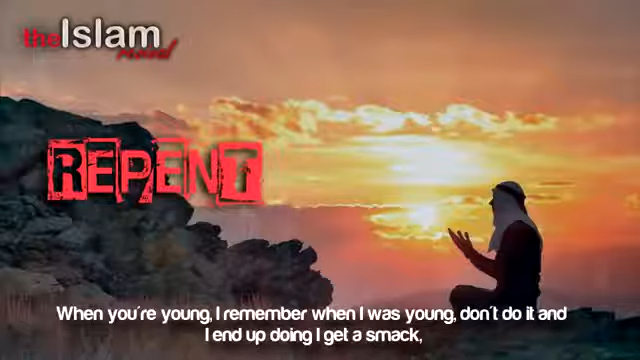 theIslam
REPENT
When you're young, I remember when I was young, don't do it and
I end up doing I get a smack,